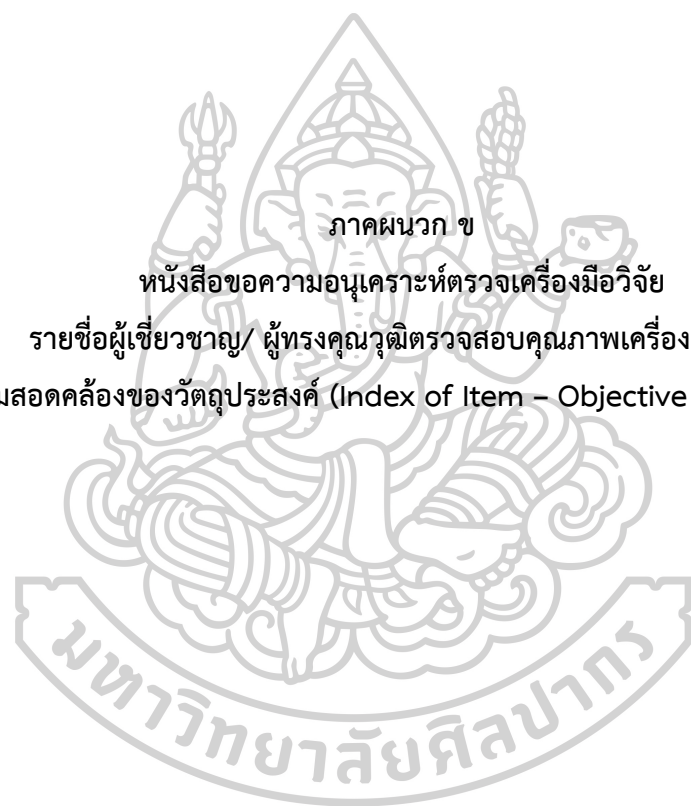 ภาคผนวก ข
หนังสือขอความอนุเคราะห์ตรวจเครื่องมือวิจัย
รายชื่อผู้เชี่ยวชาญ/ ผู้ทรงคุณวุฒิตรวจสอบคุณภาพเครื่อง
สอดคล้องของวัตถุประสงค์ (Index of Item – Objective
มหาวิทยาลัยศิลปากร